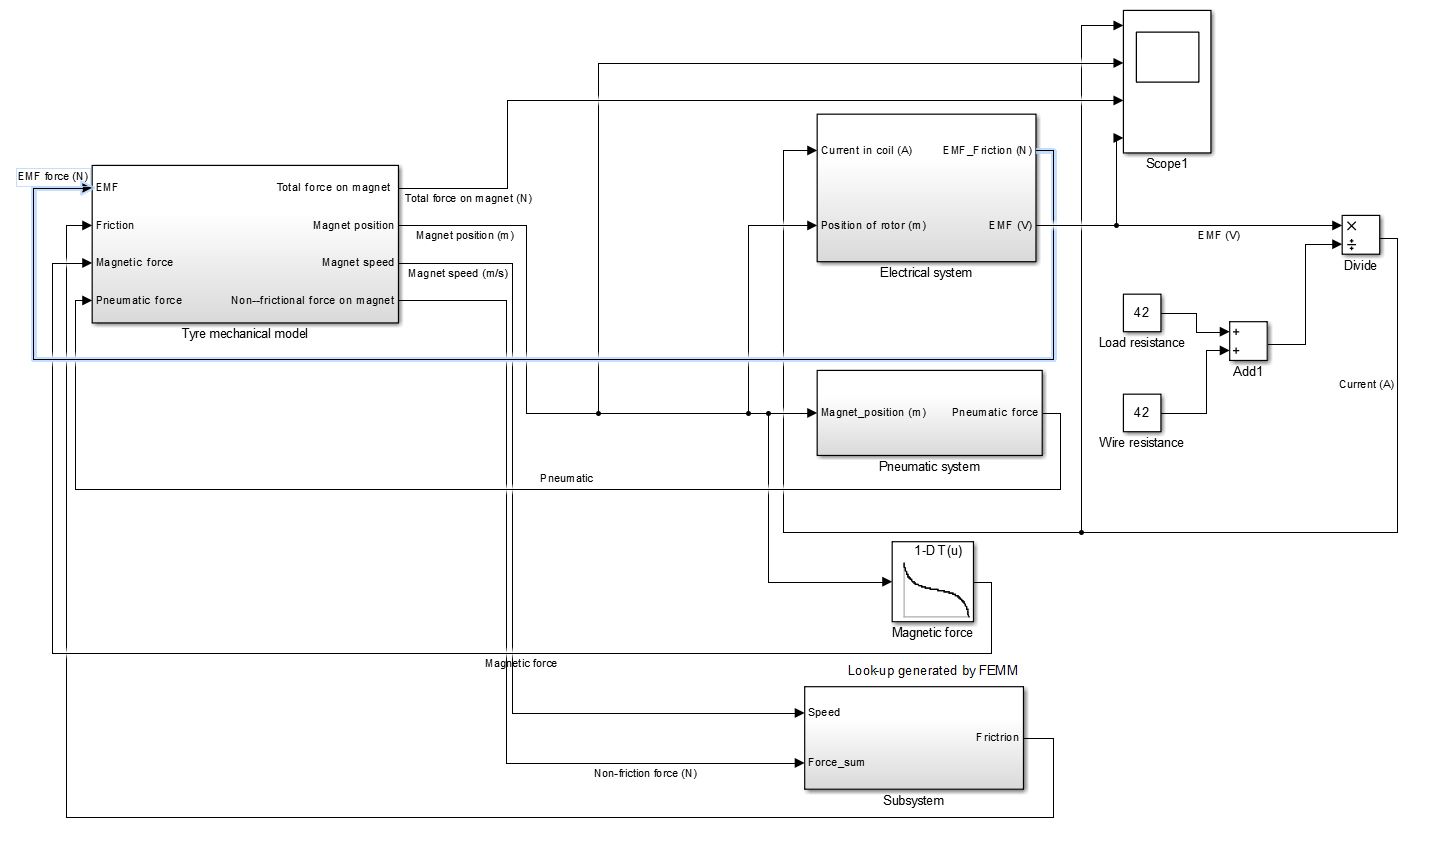 Scope1
EMF force (N)
EMF
Friction
Magnetic force
Pneumatic force
Total force on magnet
Magnet position
Magnet speed
Non--frictional force on magnet
Tyre mechanical model
Total force on magnet (N)
Magnet position (m)
Magnet speed (m/s)
Current in coil (A)
EMF_Friction (N)
Position of rotor (m)
EMF (V)
Electrical system
EMF (V)
×
÷
Divide
42
Load resistance
+
+
Add1
42
Wire resistance
Current (A)
Magnet_position (m)
Pneumatic force
Pneumatic system
Pneumatic
1-D T(u)
Magnetic force
Magnetic force
Look-up generated by FEMM
Speed
Force_sum
Frictrion
Subsystem
Non-friction force (N)